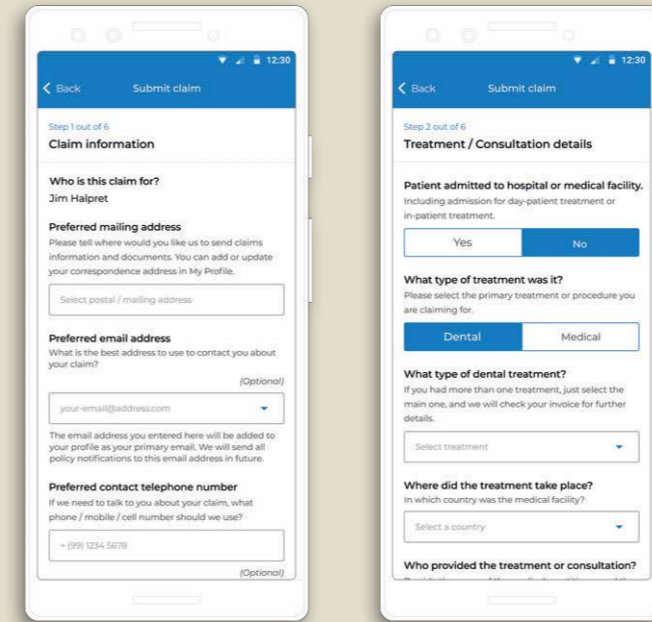 12:30
Back Submit claim
Step 1 out of 6
Claim information
Who is this claim for?
Jim Halpret
Preferred mailing address
Please tell where would you like us to send claims
information and documents. You can add or update
your correspondence address in My Profile.
Select postal / mailing address
Preferred email address
What is the best address to use to contact you about
your claim?
(Optional)
your-email@address.com
The email address you entered here will be added to
your profile as your primary email. We will send all
policy notifications to this email address in future.
Preferred contact telephone number
If we need to talk to you about your claim, what
phone / mobile / cell number should we use?
+ (99) 1234 5678
(Optional)
12:30
Back Submit claim
Step 2 out of 6
Treatment / Consultation details
Patient admitted to hospital or medical facility.
Including admission for day-patient treatment or
in-patient treatment.
Yes No
What type of treatment was it?
Please select the primary treatment or procedure you
are claiming for.
Dental Medical
What type of dental treatment?
If you had more than one treatment, just select the
main one, and we will check your invoice for further
details.
Select treatment
Where did the treatment take place?
In which country was the medical facility?
Select a country
Who provided the treatment or consultation?